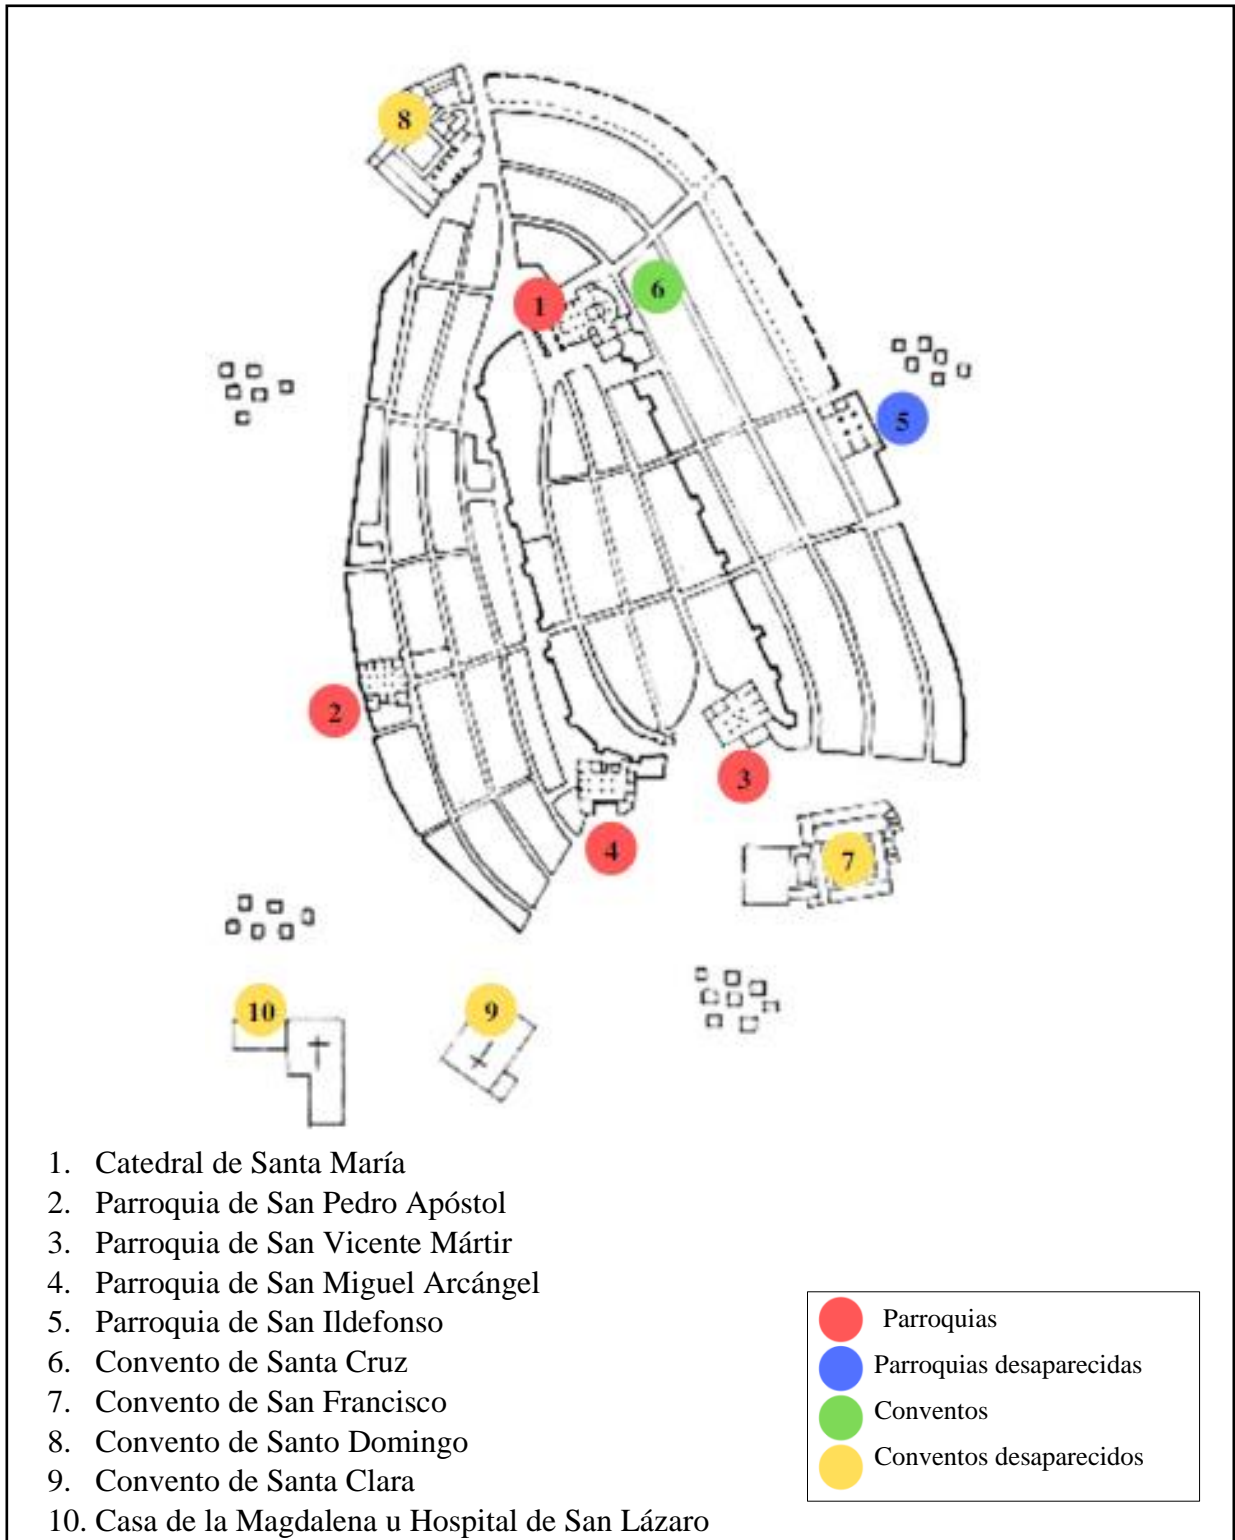 8
1
6
5
2
3
4
7
10
9
1. Catedral de Santa María
2. Parroquia de San Pedro Apóstol
3. Parroquia de San Vicente Mártir
4. Parroquia de San Miguel Arcángel
5. Parroquia de San Ildefonso
6. Convento de Santa Cruz
7. Convento de San Francisco
8. Convento de Santo Domingo
9. Convento de Santa Clara
10. Casa de la Magdalena u Hospital de San Lázaro
Parroquias
Parroquias desaparecidas
Conventos
Conventos desaparecidos